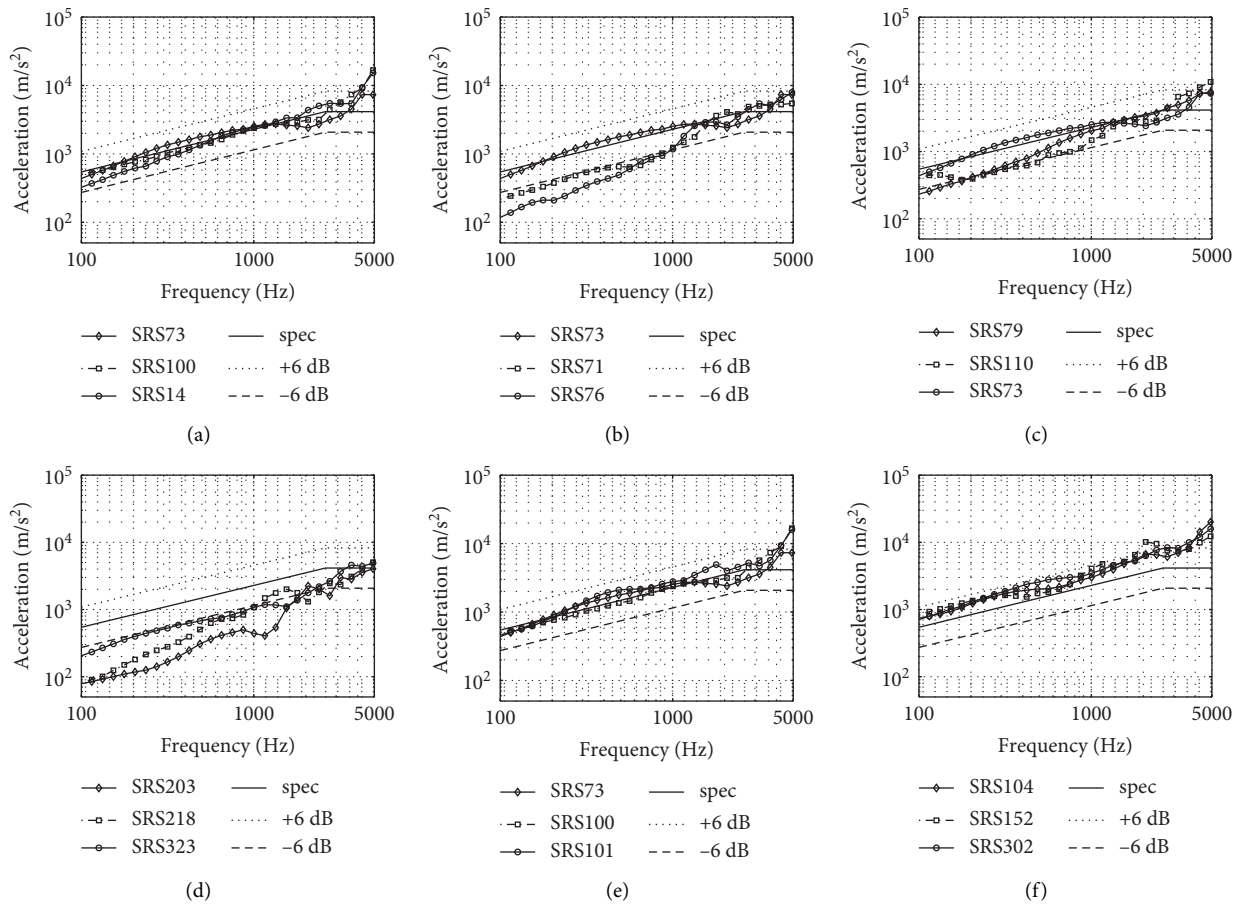 10^5
10^4
10^3
10^2
Acceleration (m/s^2)
100 1000 5000
Frequency (Hz)
SRS73 spec
SRS100 +6 dB
SRS14 –6 dB
(a)
10^5
10^4
10^3
10^2
Acceleration (m/s^2)
100 1000 5000
Frequency (Hz)
SRS73 spec
SRS71 +6 dB
SRS76 –6 dB
(b)
10^5
10^4
10^3
10^2
Acceleration (m/s^2)
100 1000 5000
Frequency (Hz)
SRS79 spec
SRS110 +6 dB
SRS73 –6 dB
(c)
10^5
10^4
10^3
10^2
Acceleration (m/s^2)
100 1000 5000
Frequency (Hz)
SRS203 spec
SRS218 +6 dB
SRS323 –6 dB
(d)
10^5
10^4
10^3
10^2
Acceleration (m/s^2)
100 1000 5000
Frequency (Hz)
SRS73 spec
SRS100 +6 dB
SRS101 –6 dB
(e)
10^5
10^4
10^3
10^2
Acceleration (m/s^2)
100 1000 5000
Frequency (Hz)
SRS104 spec
SRS152 +6 dB
SRS302 –6 dB
(f)